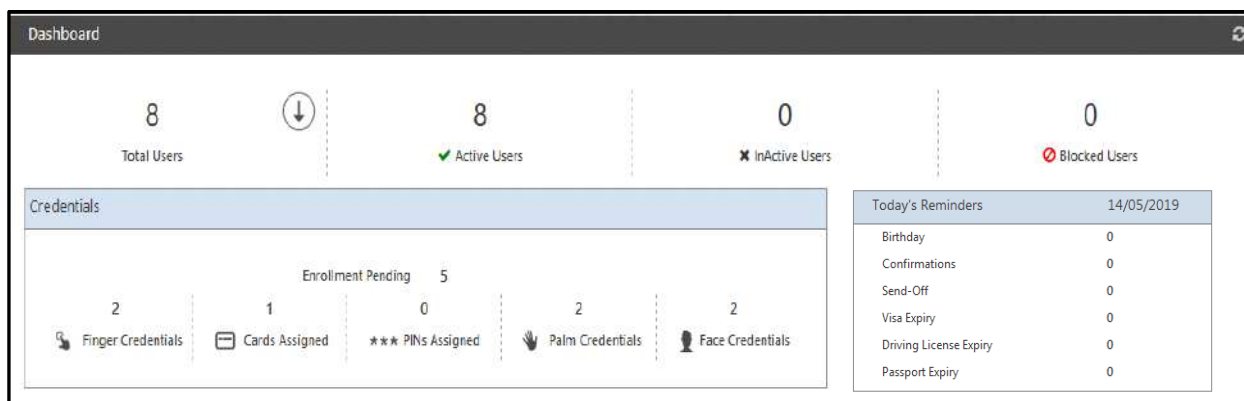 Dashboard
8 8 0 0
Total Users Active Users InActive Users Blocked Users
Credentials
Enrollment Pending 5
2 1 0 2 2
Finger Credentials Cards Assigned *** PINs Assigned Palm Credentials Face Credentials
Today's Reminders 14/05/2019
Birthday 0
Confirmations 0
Send-Off 0
Visa Expiry 0
Driving License Expiry 0
Passport Expiry 0